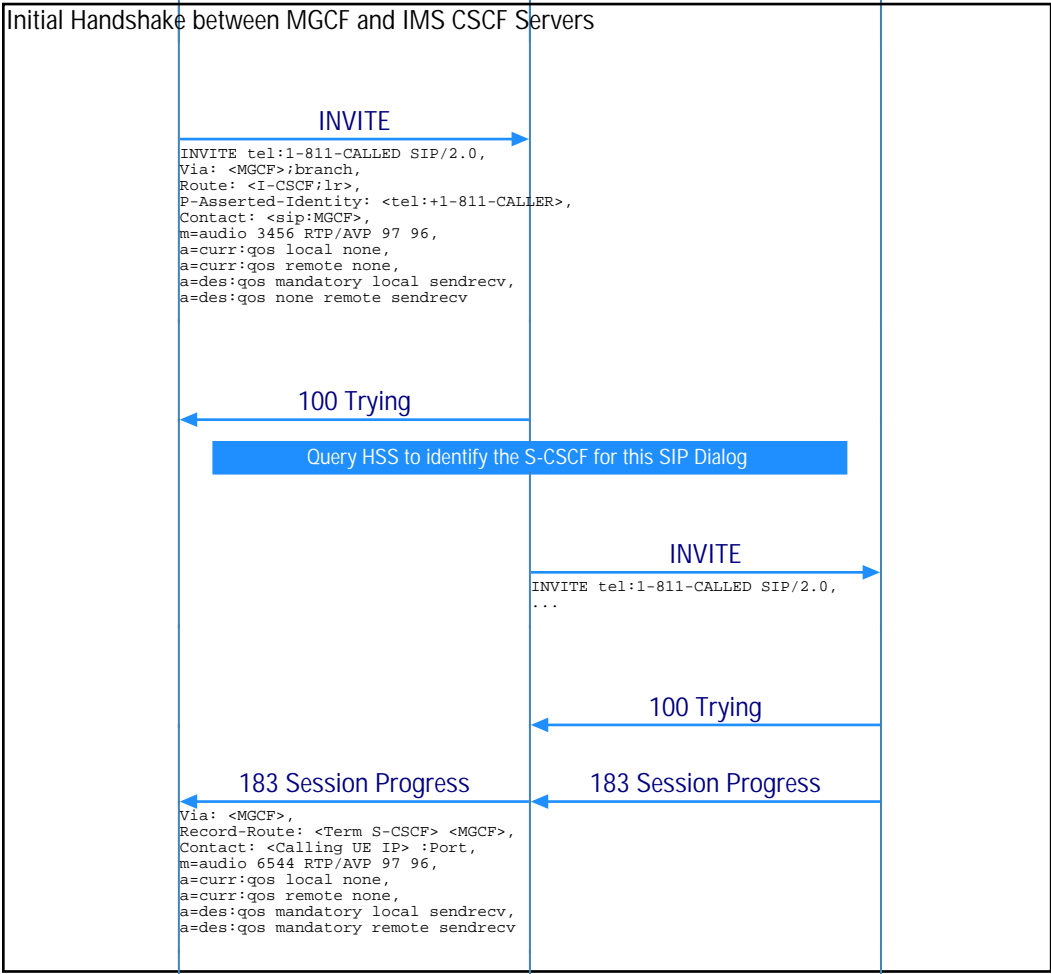 Initial Handshake between MGCF and IMS CSCF Servers
INVITE
INVITE tel:1-811-CALLED SIP/2.0,
Via: <MGCF>;branch,
Route: <I-CSCF;lr>,
P-Asserted-Identity: <tel:+1-811-CALLER>,
Contact: <sip:MGCF>,
m=audio 3456 RTP/AVP 97 96,
a=curr:qos local none,
a=curr:qos remote none,
a=des:qos mandatory local sendrecv,
a=des:qos none remote sendrecv
100 Trying
Query HSS to identify the S-CSCF for this SIP Dialog
INVITE
INVITE tel:1-811-CALLED SIP/2.0,
...
100 Trying
183 Session Progress
183 Session Progress
Via: <MGCF>,
Record-Route: <Term S-CSCF> <MGCF>,
Contact: <Calling UE IP> :Port,
m=audio 6544 RTP/AVP 97 96,
a=curr:qos local none,
a=curr:qos remote none,
a=des:qos mandatory local sendrecv,
a=des:qos mandatory remote sendrecv